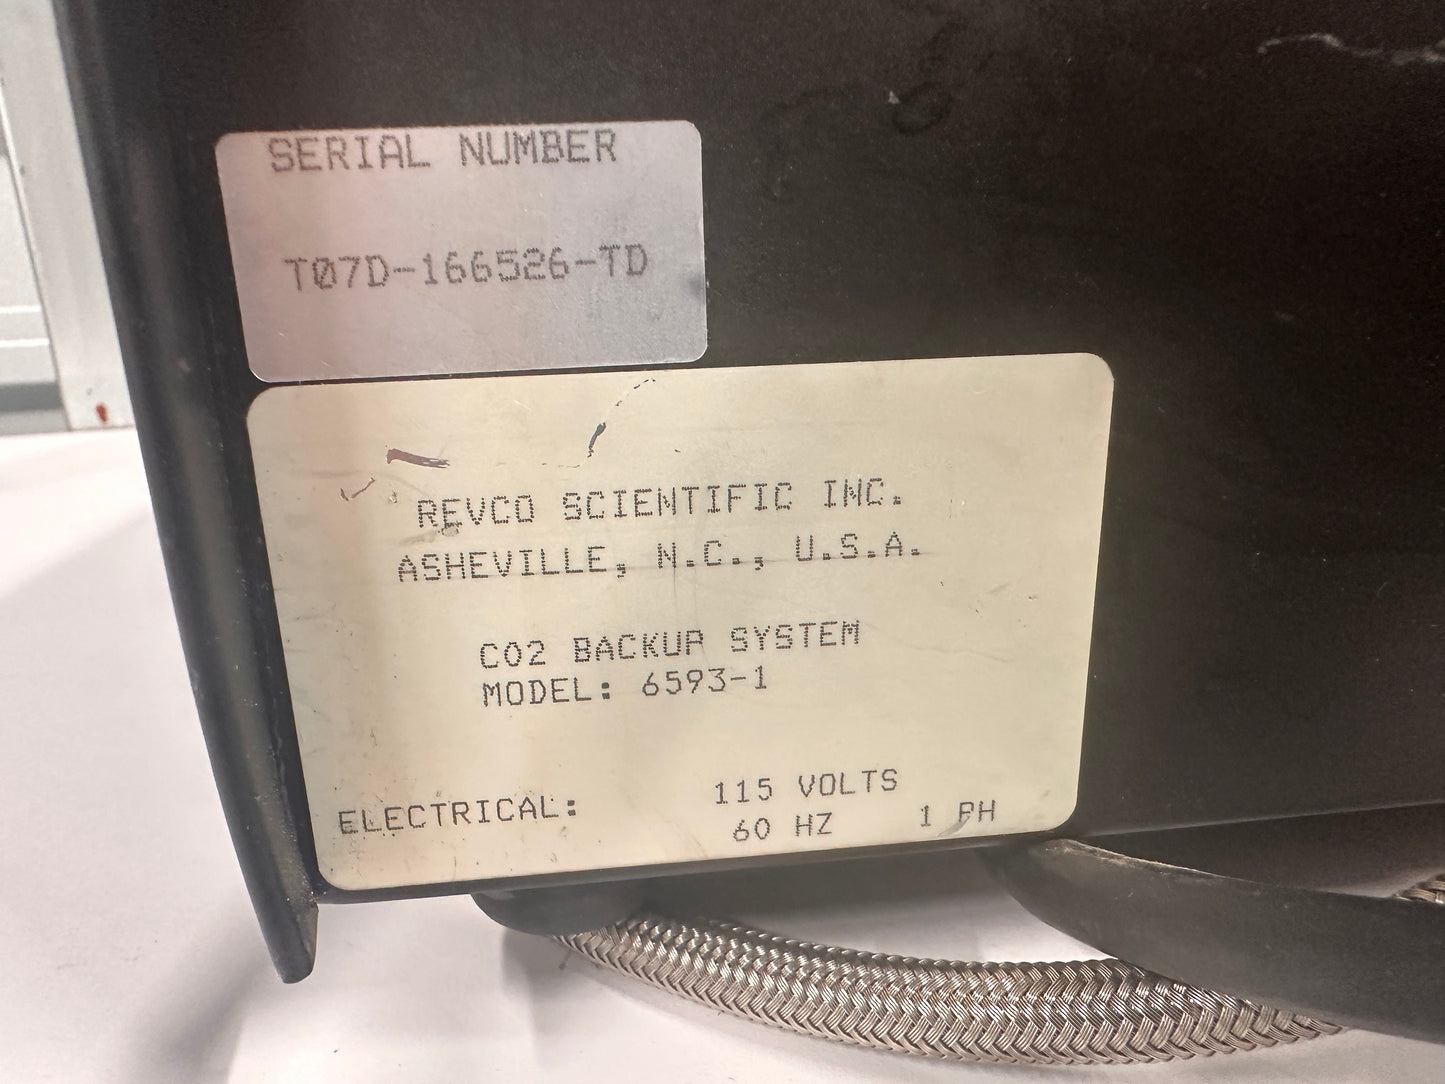 SERIAL NUMBER
T07D-166526-TD
REVCO SCIENTIFIC INC.
ASHEVILLE, N.C., U.S.A.
CO2 BACKUP SYSTEM
MODEL: 6593-1
ELECTRICAL: 115 VOLTS
60 HZ 1 PH